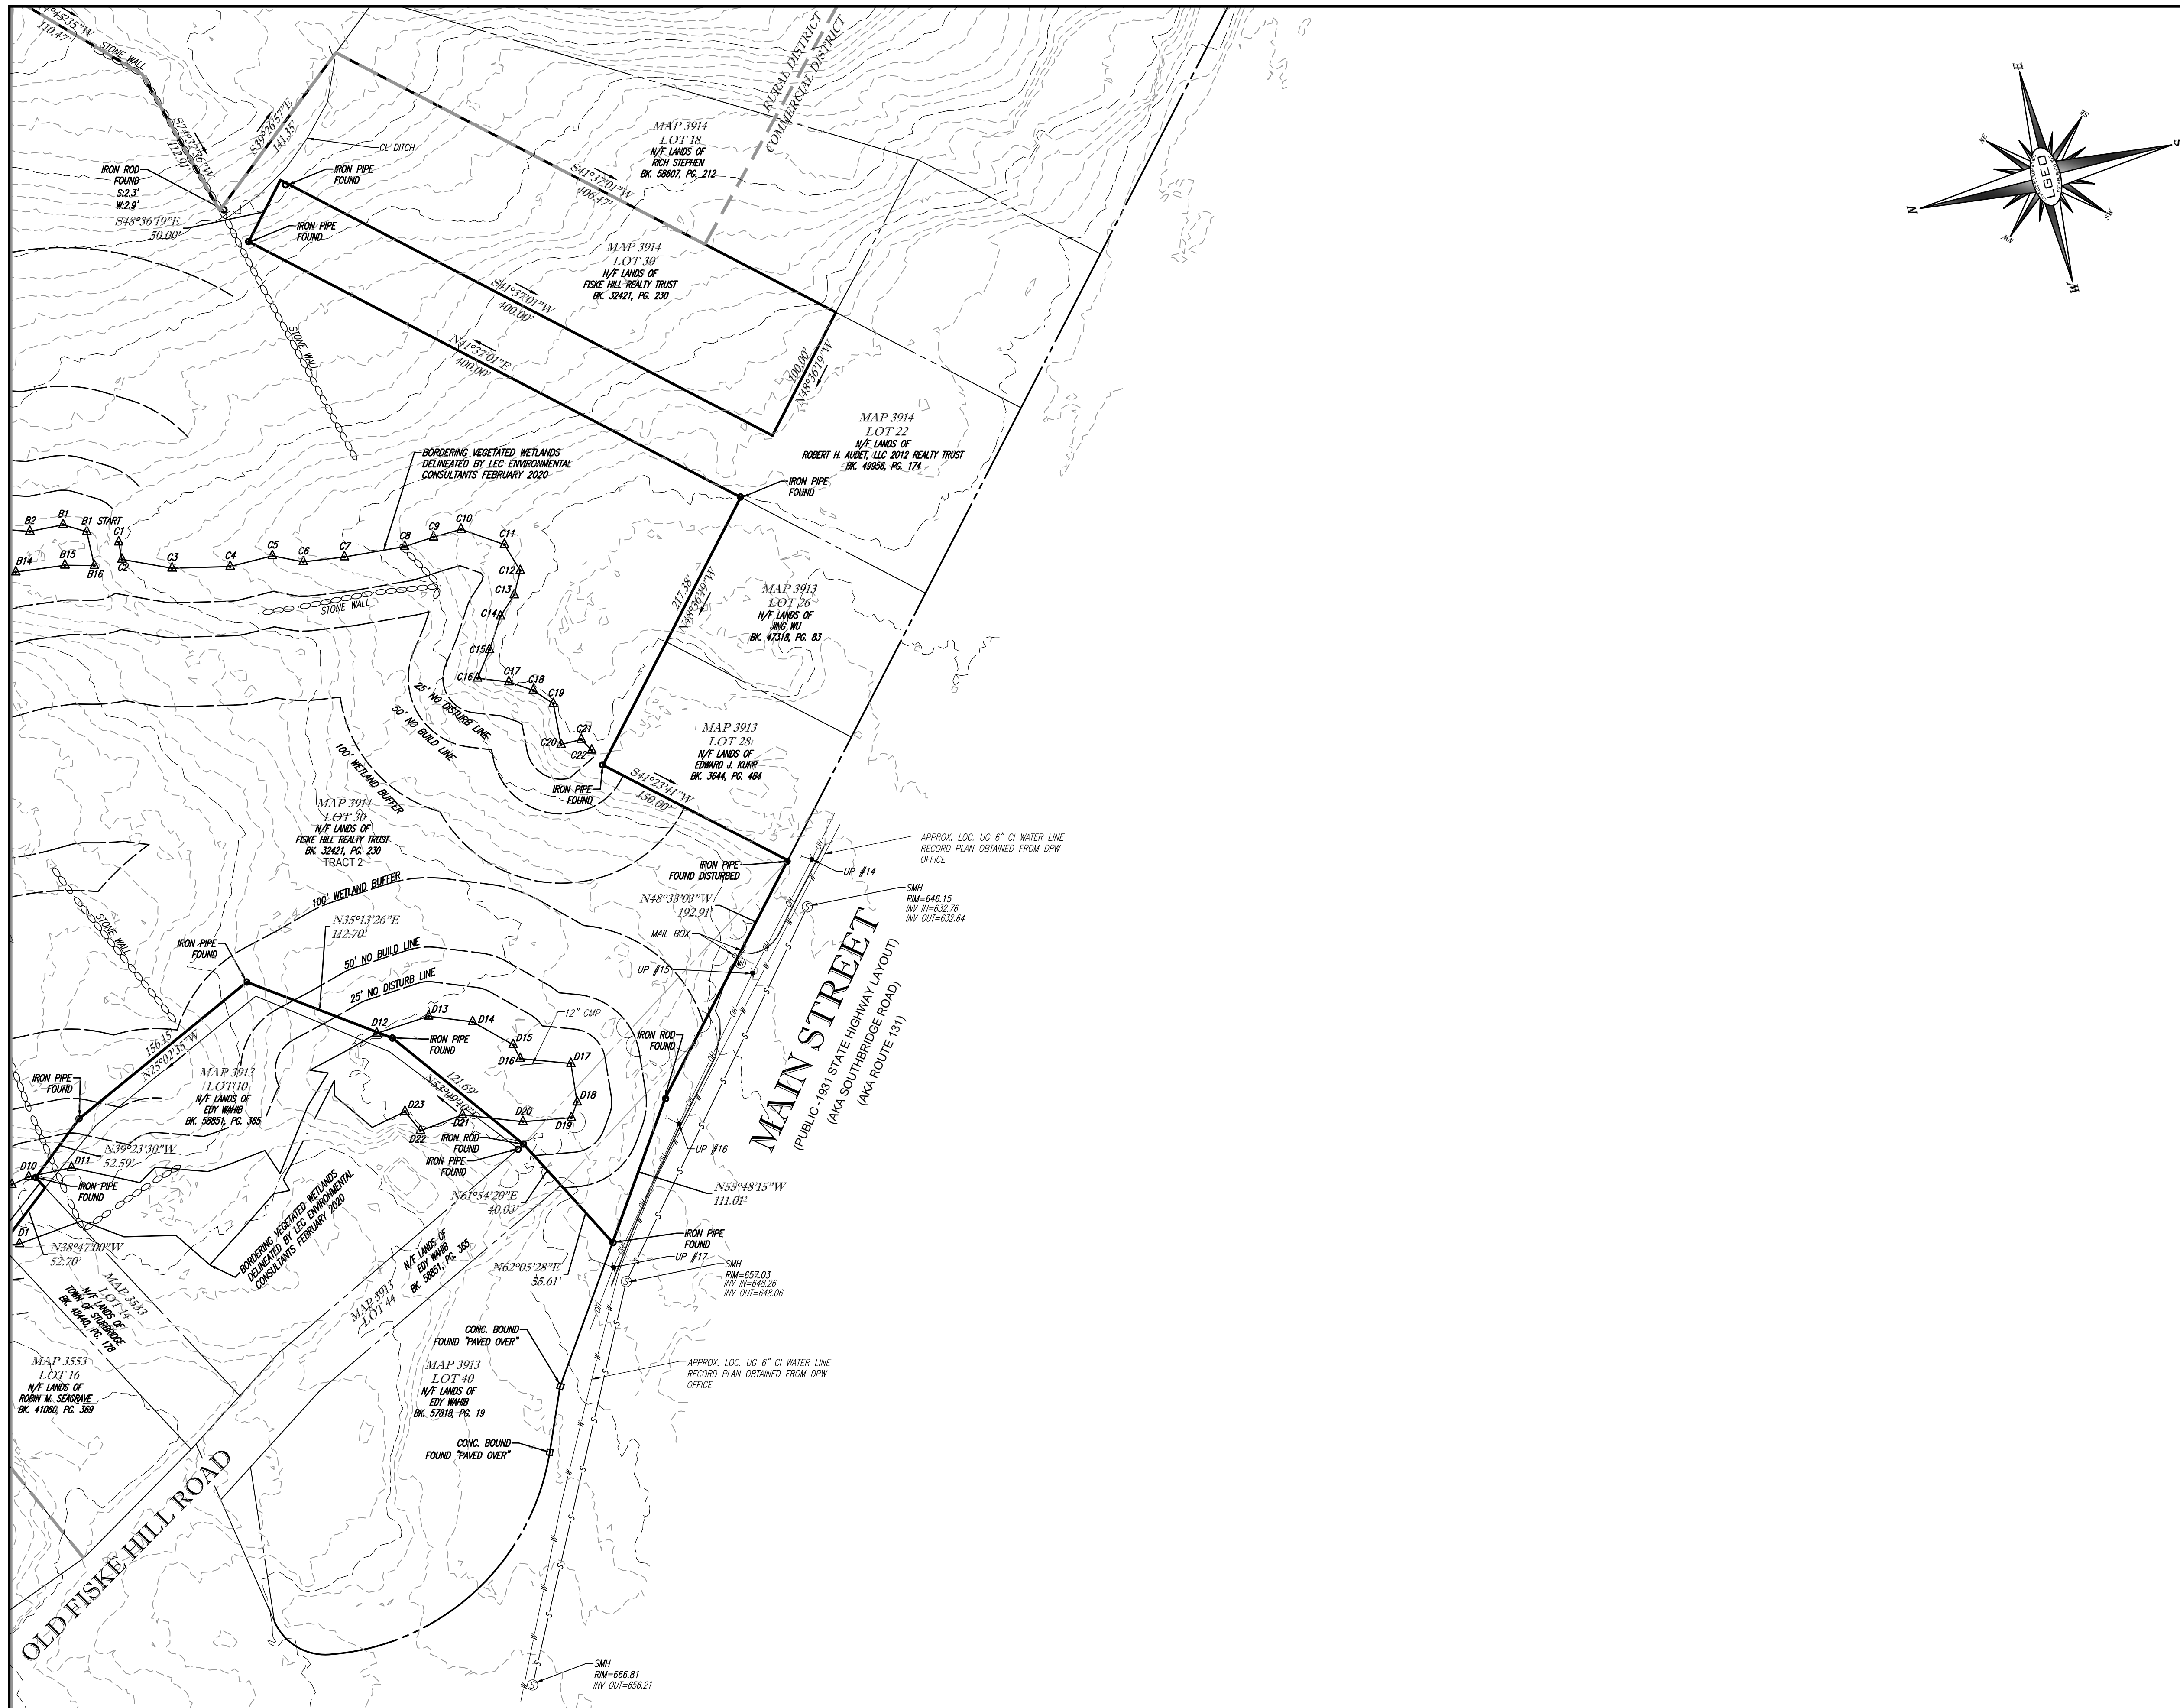 4°45'35"W
110.47'
STONE WALL
S74°32'36"W
112.91'
S39°26'57"E
141.35'
CL DITCH
RURAL DISTRICT
COMMERCIAL DISTRICT
MAP 3914
LOT 18
N/F LANDS OF
RICH STEPHEN
BK. 58607, PG. 212
IRON ROD
FOUND
S:2.3'
W:2.9'
IRON PIPE
FOUND
S48°36'19"E
50.00'
IRON PIPE
FOUND
S41°37'01"W
406.47'
MAP 3914
LOT 30
N/F LANDS OF
FISKE HILL REALTY TRUST
BK. 32421, PG. 230
S41°37'01"W
400.00'
N41°37'01"E
400.00'
STONE WALL
100.00'
N48°36'19"W
MAP 3914
LOT 22
N/F LANDS OF
ROBERT H. AUDET, LLC 2012 REALTY TRUST
BK. 49956, PG. 174
IRON PIPE
FOUND
BORDERING VEGETATED WETLANDS
DELINEATED BY LEC ENVIRONMENTAL
CONSULTANTS FEBRUARY 2020
B2
B1
B1 START
C1
C2
C3
C4
C5
C6
C7
C8
C9
C10
C11
C12
C13
C14
C15
C16
C17
C18
C19
C20
C21
C22
B14
B15
B16
STONE WALL
217.38'
N48°36'19"W
MAP 3913
LOT 26
N/F LANDS OF
JING WU
BK. 47318, PG. 83
25' NO DISTURB LINE
50' NO BUILD LINE
100' WETLAND BUFFER
MAP 3913
LOT 28
N/F LANDS OF
EDWARD J. KURR
BK. 3644, PG. 484
IRON PIPE
FOUND
S41°23'41"W
150.00'
MAP 3914
LOT 30
N/F LANDS OF
FISKE HILL REALTY TRUST
BK. 32421, PG. 230
TRACT 2
APPROX. LOC. UG 6" CI WATER LINE
RECORD PLAN OBTAINED FROM DPW
OFFICE
IRON PIPE
FOUND DISTURBED
UP #14
SMH
RIM=646.15
INV IN=632.76
INV OUT=632.64
N48°33'03"W
192.91'
MAIL BOX
UP #15
MAIN STREET
(PUBLIC -1931 STATE HIGHWAY LAYOUT)
(AKA SOUTHBRIDGE ROAD)
(AKA ROUTE 131)
100' WETLAND BUFFER
N35°13'26"E
112.70'
50' NO BUILD LINE
25' NO DISTURB LINE
STONE WALL
IRON PIPE
FOUND
D12
D13
D14
D15
D16
D17
D18
D19
D20
D21
D22
D23
12" CMP
IRON PIPE
FOUND
IRON ROD
FOUND
156.15'
N25°02'35"W
IRON PIPE
FOUND
MAP 3913
LOT 10
N/F LANDS OF
EDY WAHIB
BK. 58851, PG. 365
121.69'
IRON ROD
FOUND
IRON PIPE
FOUND
UP #16
N39°23'30"W
52.59'
D10
D11
IRON PIPE
FOUND
D1
N38°47'00"W
52.70'
N61°54'20"E
40.03'
N53°48'15"W
111.01'
BORDERING VEGETATED WETLANDS
DELINEATED BY LEC ENVIRONMENTAL
CONSULTANTS FEBRUARY 2020
IRON PIPE
FOUND
UP #17
N62°05'28"E
35.61'
SMH
RIM=657.03
INV IN=648.26
INV OUT=648.06
MAP 3533
LOT 14
N/F LANDS OF
TOWN OF STURBRIDGE
BK. 48440, PG. 178
MAP 3913
LOT 44
N/F LANDS OF
EDY WAHIB
BK. 58851, PG. 365
CONC. BOUND
FOUND "PAVED OVER"
MAP 3553
LOT 16
N/F LANDS OF
ROBIN M. SEAGRAVE
BK. 41060, PG. 369
MAP 3913
LOT 40
N/F LANDS OF
EDY WAHIB
BK. 57818, PG. 19
APPROX. LOC. UG 6" CI WATER LINE
RECORD PLAN OBTAINED FROM DPW
OFFICE
CONC. BOUND
FOUND "PAVED OVER"
OLD FISKE HILL ROAD
SMH
RIM=666.81
INV OUT=656.21
E
SE
S
SW
W
NW
N
NE
LGED